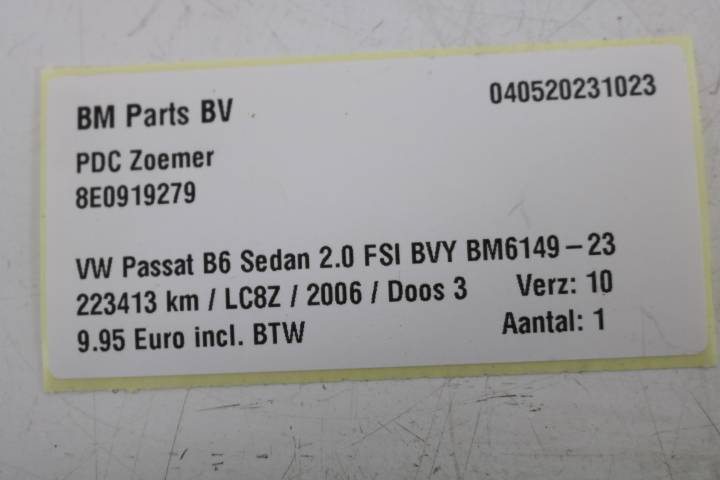 BM Parts BV 040520231023
PDC Zoemer
8E0919279
VW Passat B6 Sedan 2.0 FSI BVY BM6149-23
223413 km / LC8Z / 2006 / Doos 3 Verz: 10
9.95 Euro incl. BTW Aantal: 1